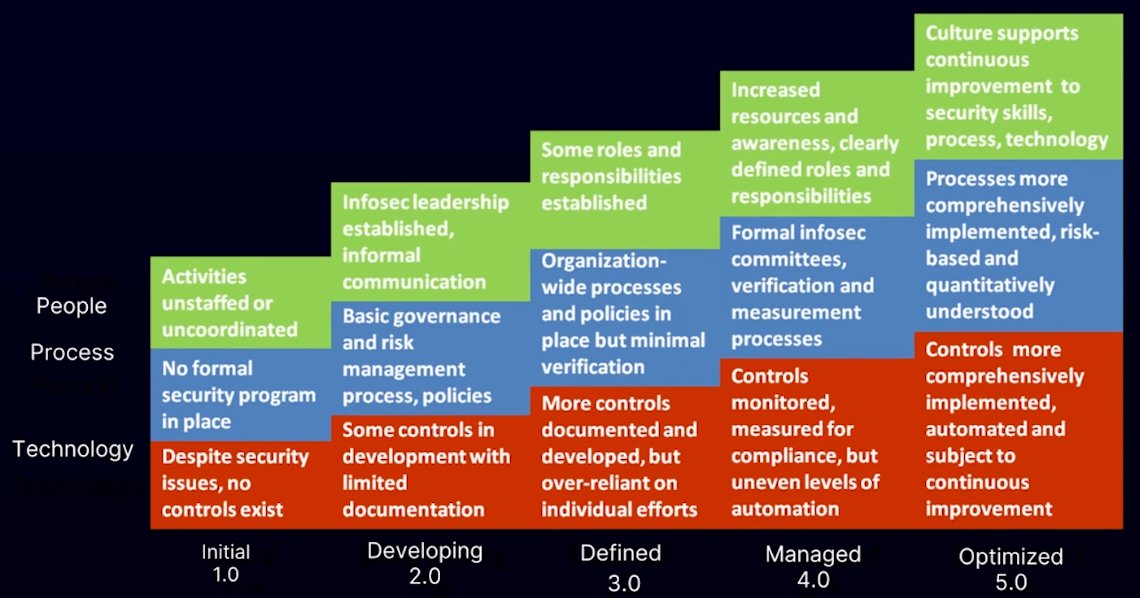 People
Process
Technology
Activities
unstaffed or
uncoordinated
No formal
security program
in place
Despite security
issues, no
controls exist
Initial
1.0
Infosec leadership
established,
informal
communication
Basic governance
and risk
management
process, policies
Some controls in
development with
limited
documentation
Developing
2.0
Some roles and
responsibilities
established
Organization-
wide processes
and policies in
place but minimal
verification
More controls
documented and
developed, but
over-reliant on
individual efforts
Defined
3.0
Increased
resources and
awareness, clearly
defined roles and
responsibilities
Formal infosec
committees,
verification and
measurement
processes
Controls
monitored,
measured for
compliance, but
uneven levels of
automation
Managed
4.0
Culture supports
continuous
improvement to
security skills,
process, technology
Processes more
comprehensively
implemented, risk-
based and
quantitatively
understood
Controls more
comprehensively
implemented,
automated and
subject to
continuous
improvement
Optimized
5.0